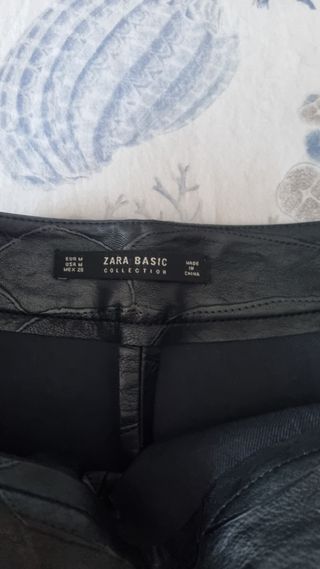 EUR M
USA M
MEX 28
ZARA BASIC
COLLECTION
MADE
IN
CHINA